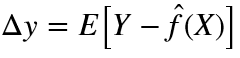 Δy = E[Y − f̂(X)]